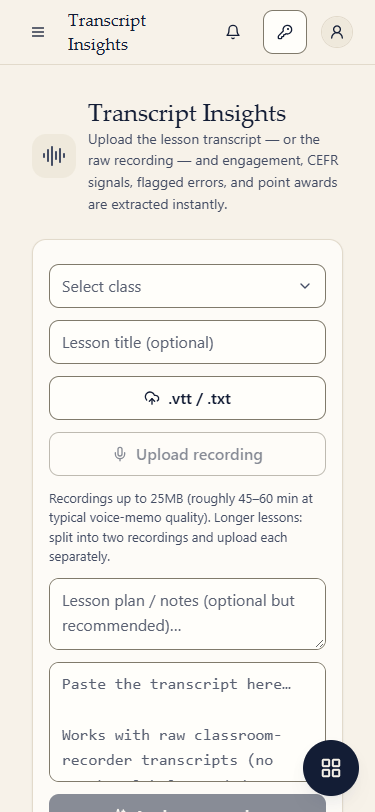 Transcript
Insights
Transcript Insights
Upload the lesson transcript — or the
raw recording — and engagement, CEFR
signals, flagged errors, and point awards
are extracted instantly.
Select class
Lesson title (optional)
.vtt / .txt
Upload recording
Recordings up to 25MB (roughly 45–60 min at
typical voice-memo quality). Longer lessons:
split into two recordings and upload each
separately.
Lesson plan / notes (optional but
recommended)...
Paste the transcript here…
Works with raw classroom-
recorder transcripts (no